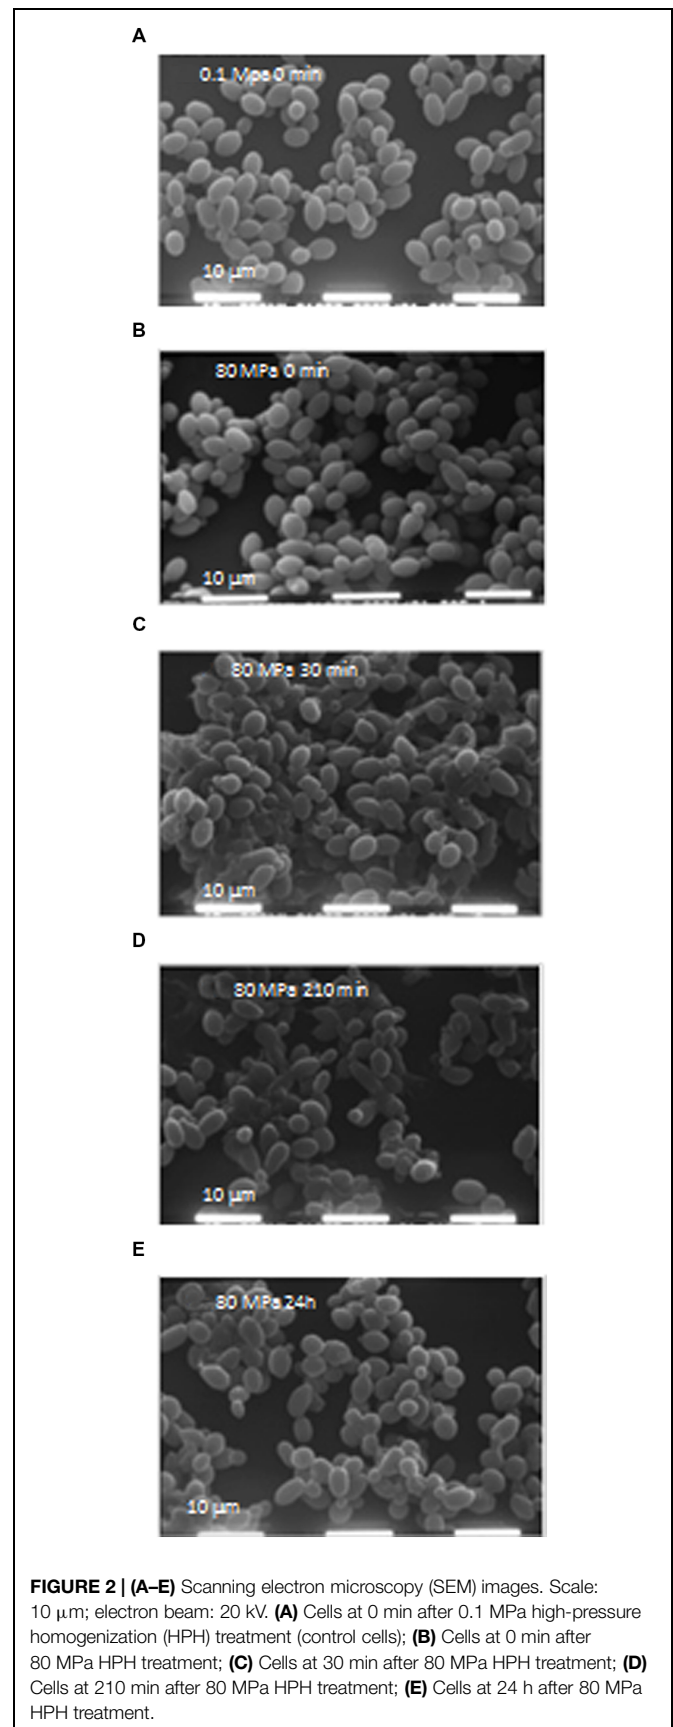 A
0.1 Mpa 0 min
10 µm
B
80 MPa 0 min
10 µm
C
80 MPa 30 min
10 µm
D
80 MPa 210 min
10 µm
E
80 MPa 24h
10 µm
FIGURE 2 | (A–E) Scanning electron microscopy (SEM) images. Scale:
10 µm; electron beam: 20 kV. (A) Cells at 0 min after 0.1 MPa high-pressure
homogenization (HPH) treatment (control cells); (B) Cells at 0 min after
80 MPa HPH treatment; (C) Cells at 30 min after 80 MPa HPH treatment; (D)
Cells at 210 min after 80 MPa HPH treatment; (E) Cells at 24 h after 80 MPa
HPH treatment.